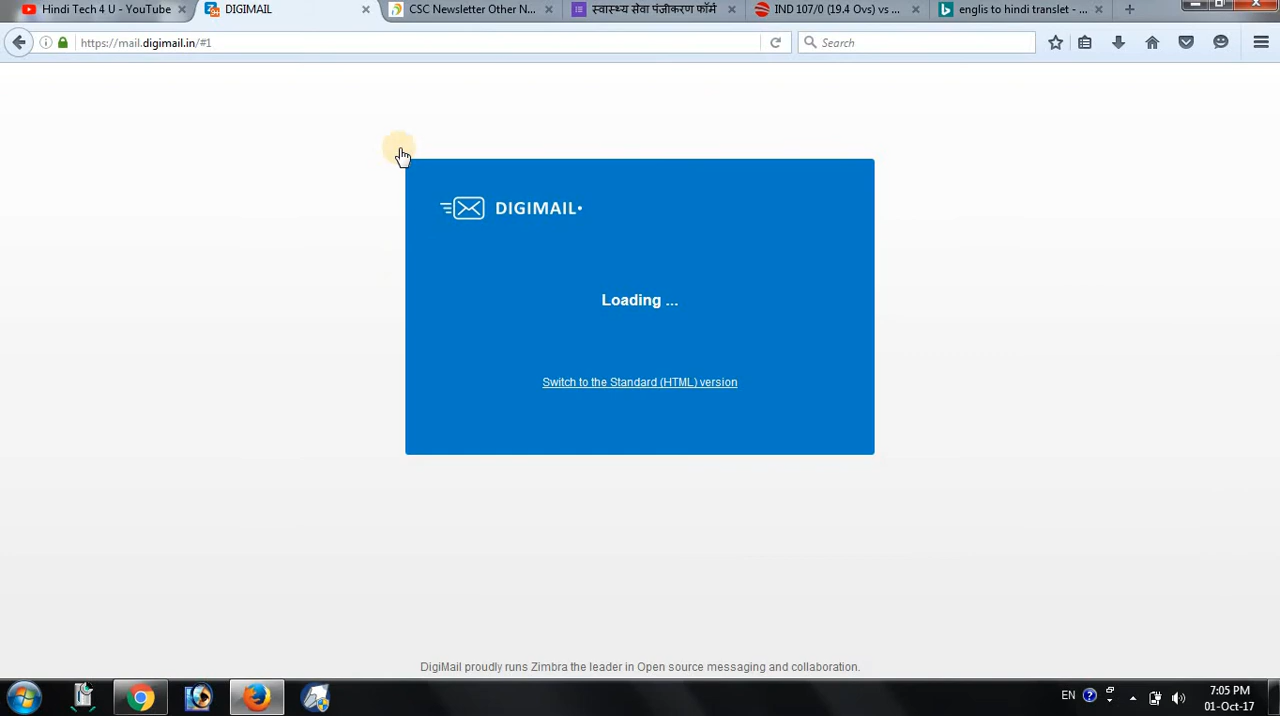 Hindi Tech 4 U - YouTube
DIGIMAIL
CSC Newsletter Other N...
स्वास्थ्य सेवा पंजीकरण फॉर्म
IND 107/0 (19.4 Ovs) vs ...
englis to hindi translet - ...
https://mail.digimail.in/#1
Search
DIGIMAIL
Loading ...
Switch to the Standard (HTML) version
DigiMail proudly runs Zimbra the leader in Open source messaging and collaboration.
EN
7:05 PM
01-Oct-17